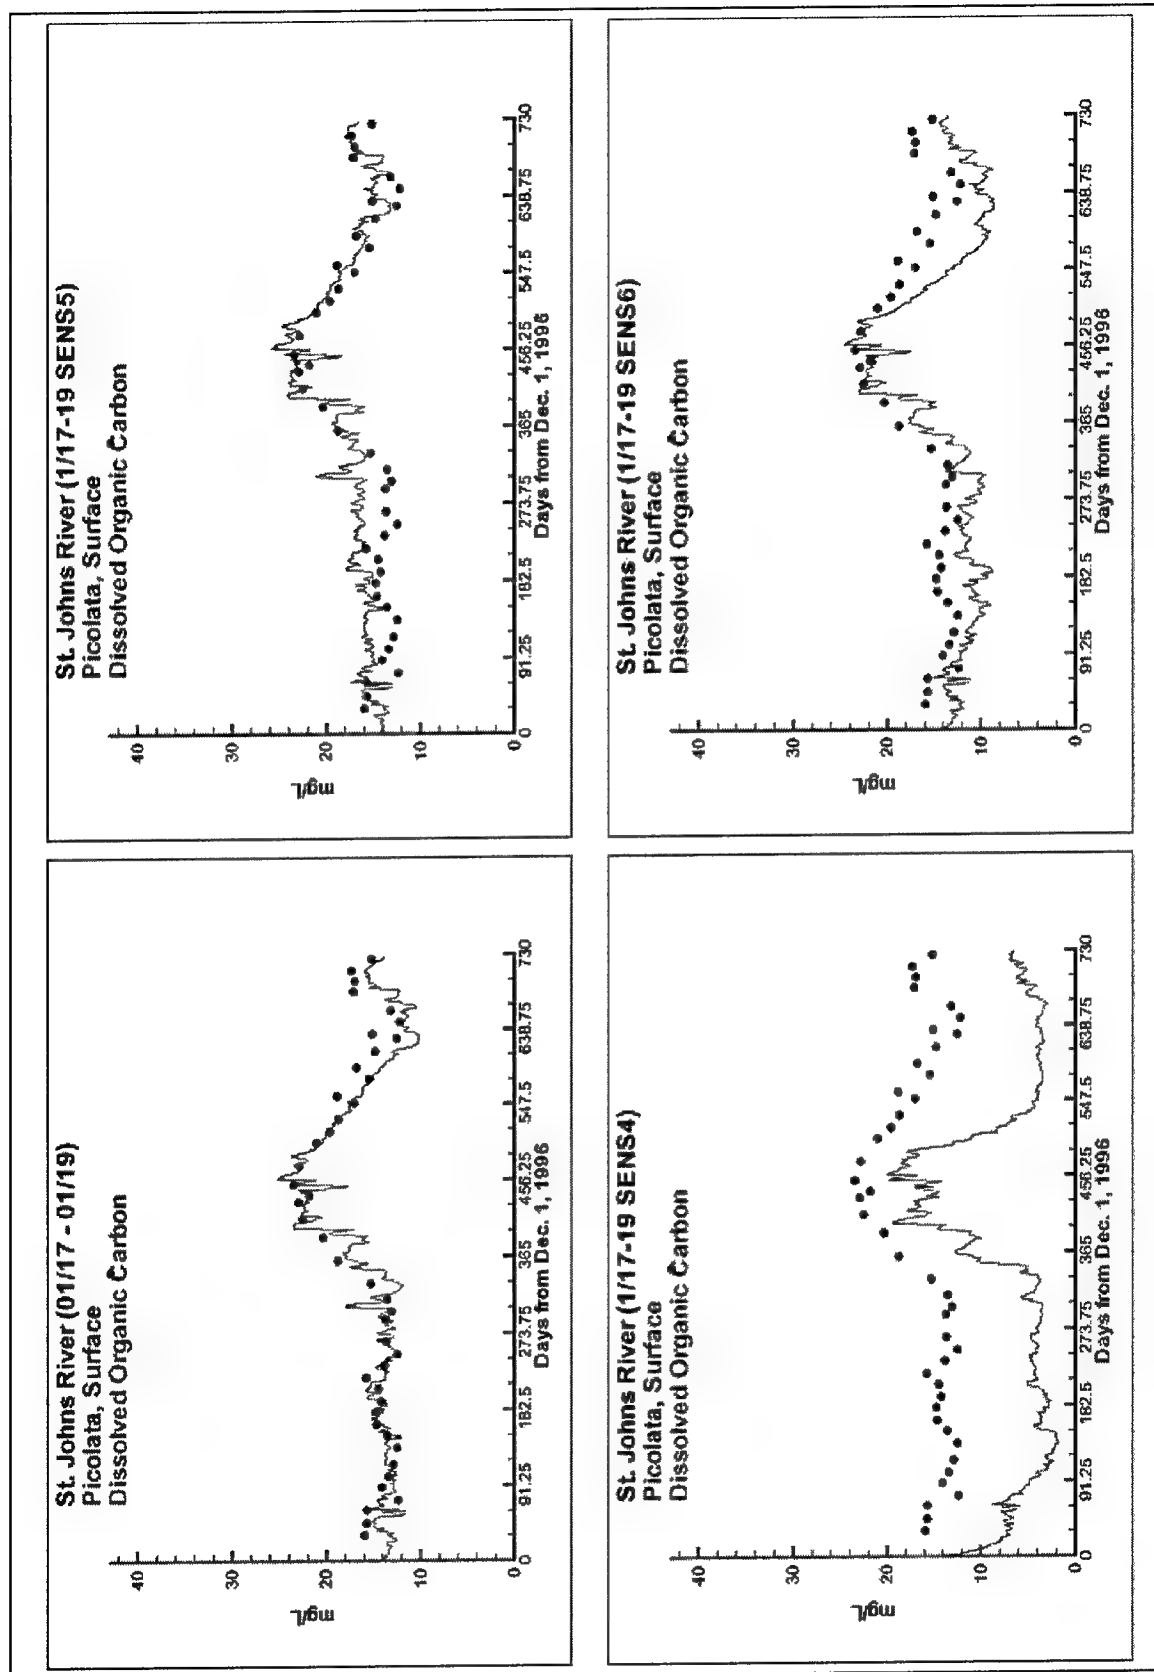 St. Johns River (01/17 - 01/19)
Picolata, Surface
Dissolved Organic Carbon
40
30
20
10
0
mg/L
0 91.25 182.5 273.75 365 456.25 547.5 638.75 730
Days from Dec. 1, 1996
St. Johns River (1/17-19 SENS5)
Picolata, Surface
Dissolved Organic Carbon
40
30
20
10
0
mg/L
0 91.25 182.5 273.75 365 456.25 547.5 638.75 730
Days from Dec. 1, 1996
St. Johns River (1/17-19 SENS4)
Picolata, Surface
Dissolved Organic Carbon
40
30
20
10
0
mg/L
0 91.25 182.5 273.75 365 456.25 547.5 638.75 730
Days from Dec. 1, 1996
St. Johns River (1/17-19 SENS6)
Picolata, Surface
Dissolved Organic Carbon
40
30
20
10
0
mg/L
0 91.25 182.5 273.75 365 456.25 547.5 638.75 730
Days from Dec. 1, 1996